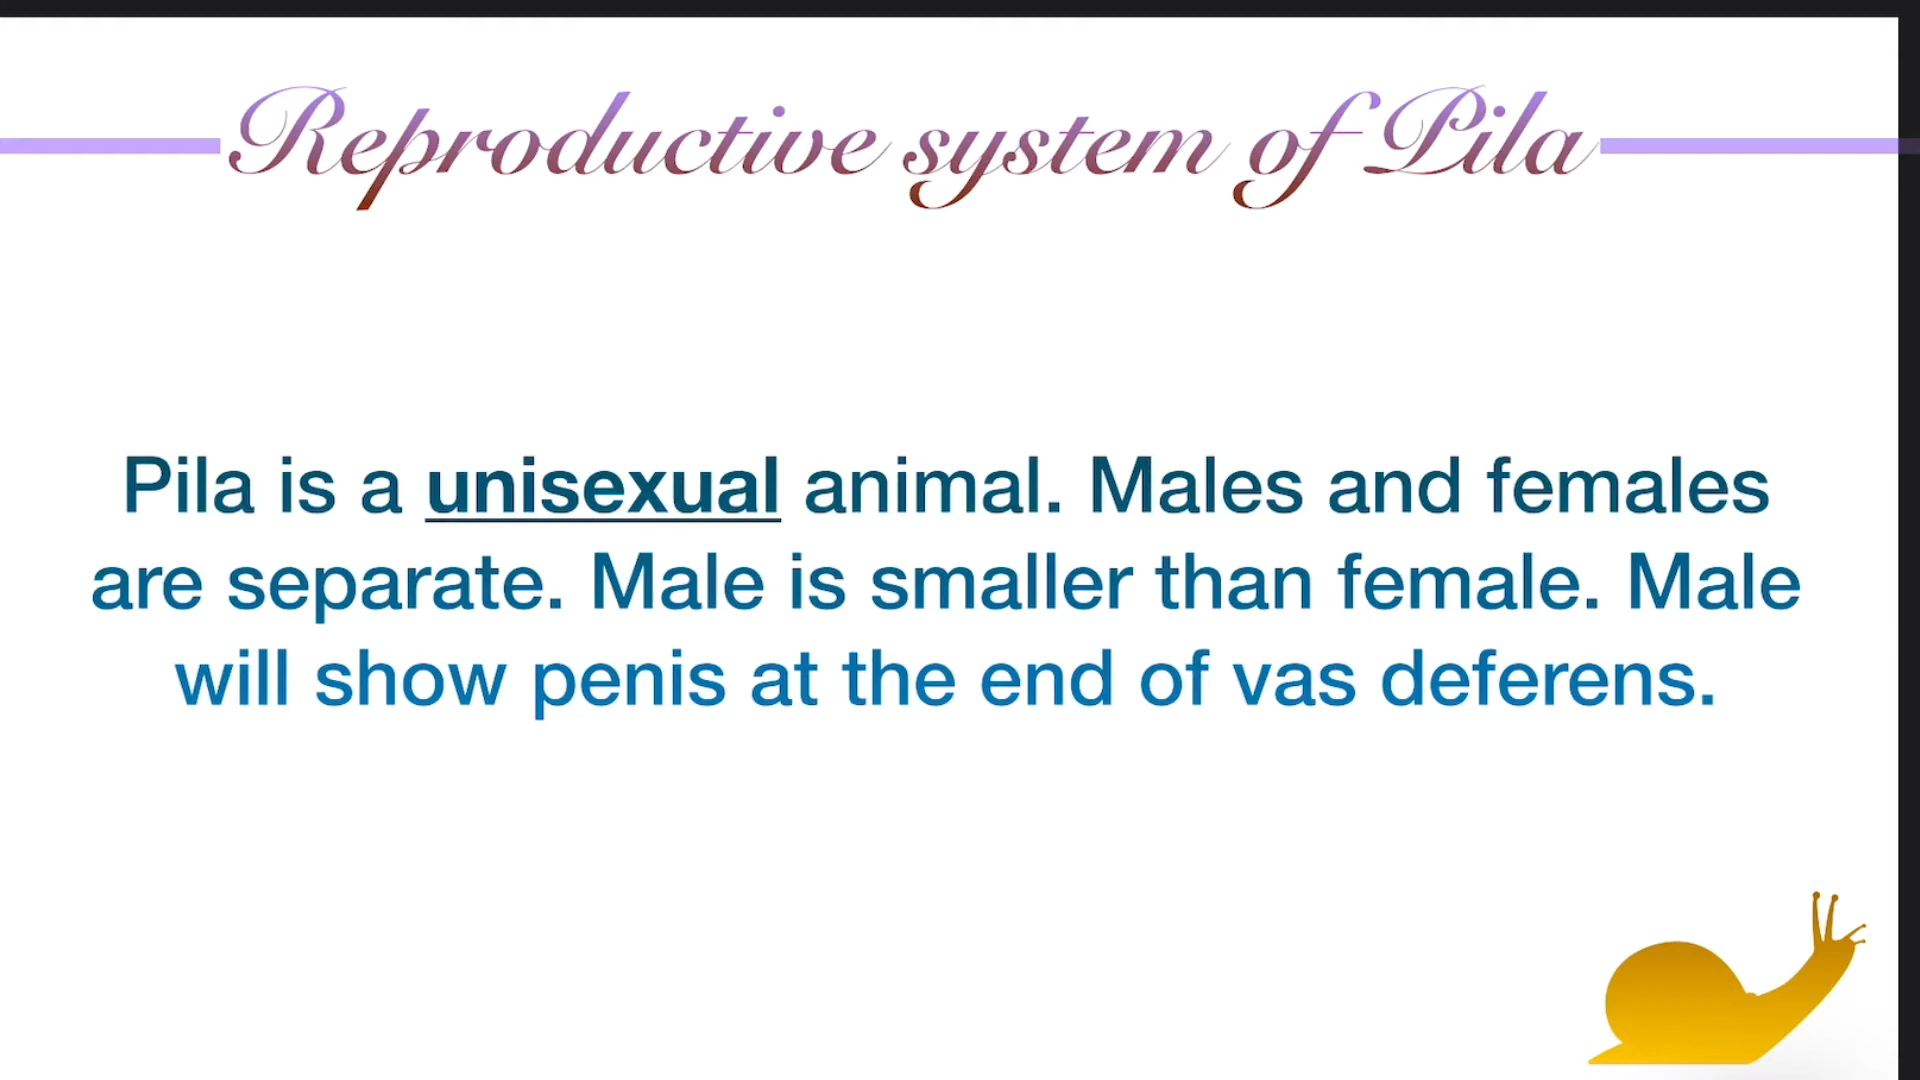 Reproductive system of Pila
Pila is a unisexual animal. Males and females
are separate. Male is smaller than female. Male
will show penis at the end of vas deferens.